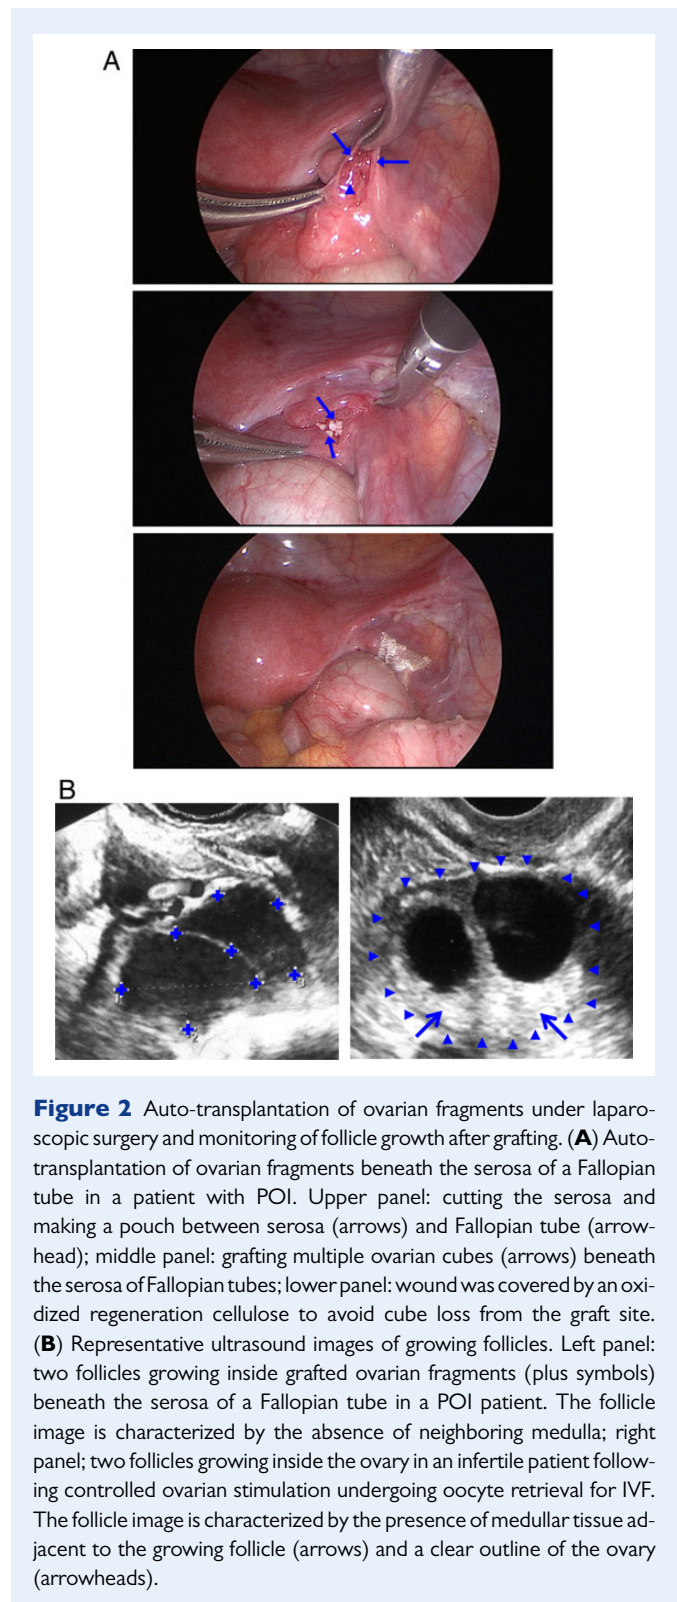 A
B
Figure 2 Auto-transplantation of ovarian fragments under laparo-
scopic surgery and monitoring of follicle growth after grafting. (A) Auto-
transplantation of ovarian fragments beneath the serosa of a Fallopian
tube in a patient with POI. Upper panel: cutting the serosa and
making a pouch between serosa (arrows) and Fallopian tube (arrow-
head); middle panel: grafting multiple ovarian cubes (arrows) beneath
the serosa of Fallopian tubes; lower panel: wound was covered by an oxi-
dized regeneration cellulose to avoid cube loss from the graft site.
(B) Representative ultrasound images of growing follicles. Left panel:
two follicles growing inside grafted ovarian fragments (plus symbols)
beneath the serosa of a Fallopian tube in a POI patient. The follicle
image is characterized by the absence of neighboring medulla; right
panel; two follicles growing inside the ovary in an infertile patient follow-
ing controlled ovarian stimulation undergoing oocyte retrieval for IVF.
The follicle image is characterized by the presence of medullar tissue ad-
jacent to the growing follicle (arrows) and a clear outline of the ovary
(arrowheads).